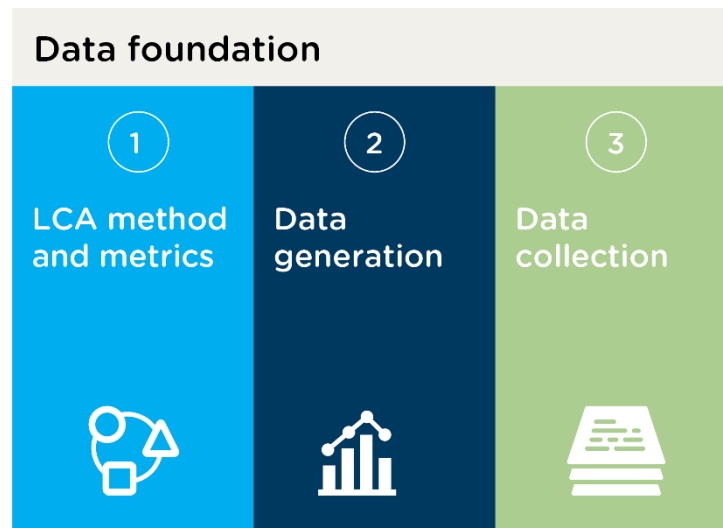 Data foundation
1
LCA method
and metrics
2
Data
generation
3
Data
collection